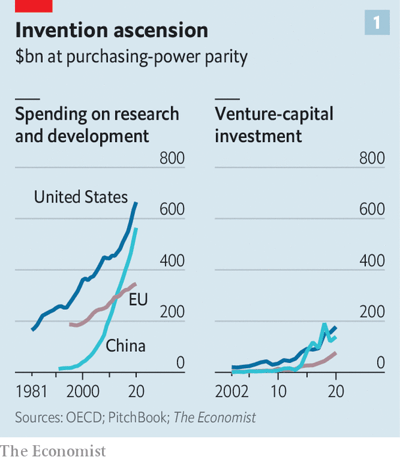 Invention ascension
1
$bn at purchasing-power parity
Spending on research
and development
800
United States
600
400
EU
200
China
0
1981
2000
20
Venture-capital
investment
800
600
400
200
0
2002
10
20
Sources: OECD; PitchBook; The Economist
The Economist